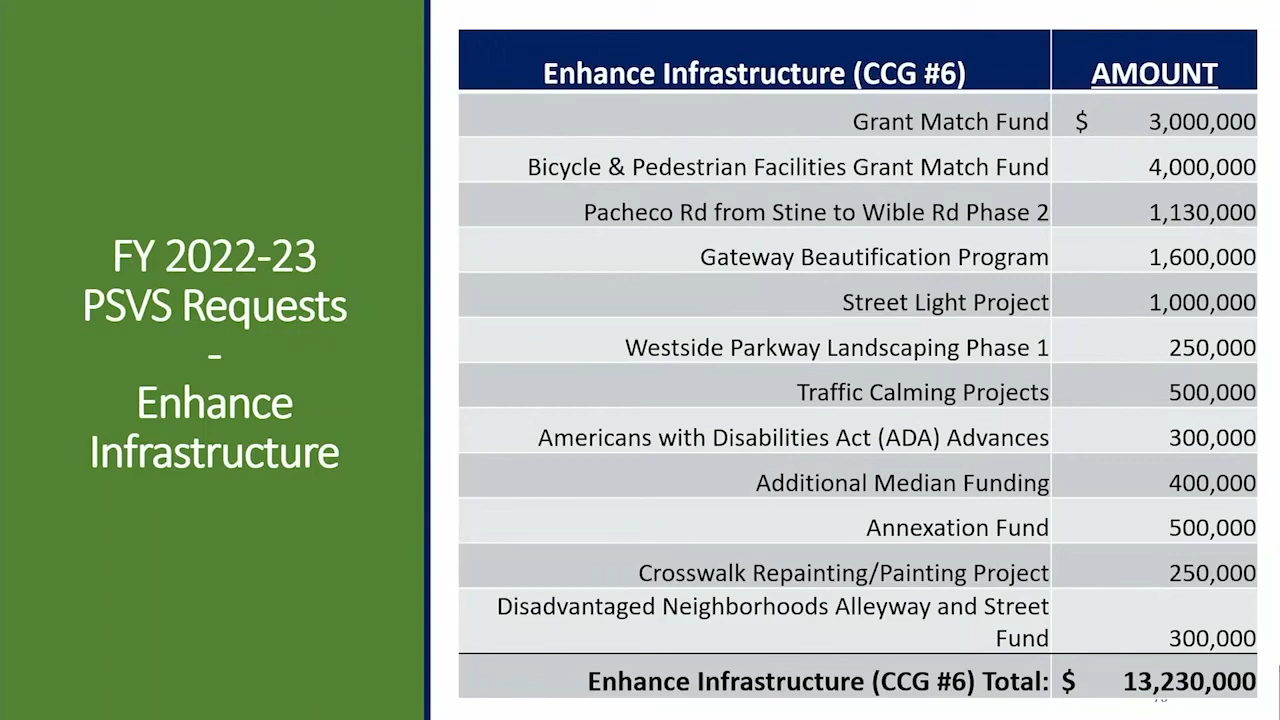 FY 2022-23
PSVS Requests
-
Enhance
Infrastructure
Enhance Infrastructure (CCG #6) AMOUNT
Grant Match Fund $ 3,000,000
Bicycle & Pedestrian Facilities Grant Match Fund 4,000,000
Pacheco Rd from Stine to Wible Rd Phase 2 1,130,000
Gateway Beautification Program 1,600,000
Street Light Project 1,000,000
Westside Parkway Landscaping Phase 1 250,000
Traffic Calming Projects 500,000
Americans with Disabilities Act (ADA) Advances 300,000
Additional Median Funding 400,000
Annexation Fund 500,000
Crosswalk Repainting/Painting Project 250,000
Disadvantaged Neighborhoods Alleyway and Street
Fund 300,000
Enhance Infrastructure (CCG #6) Total: $ 13,230,000